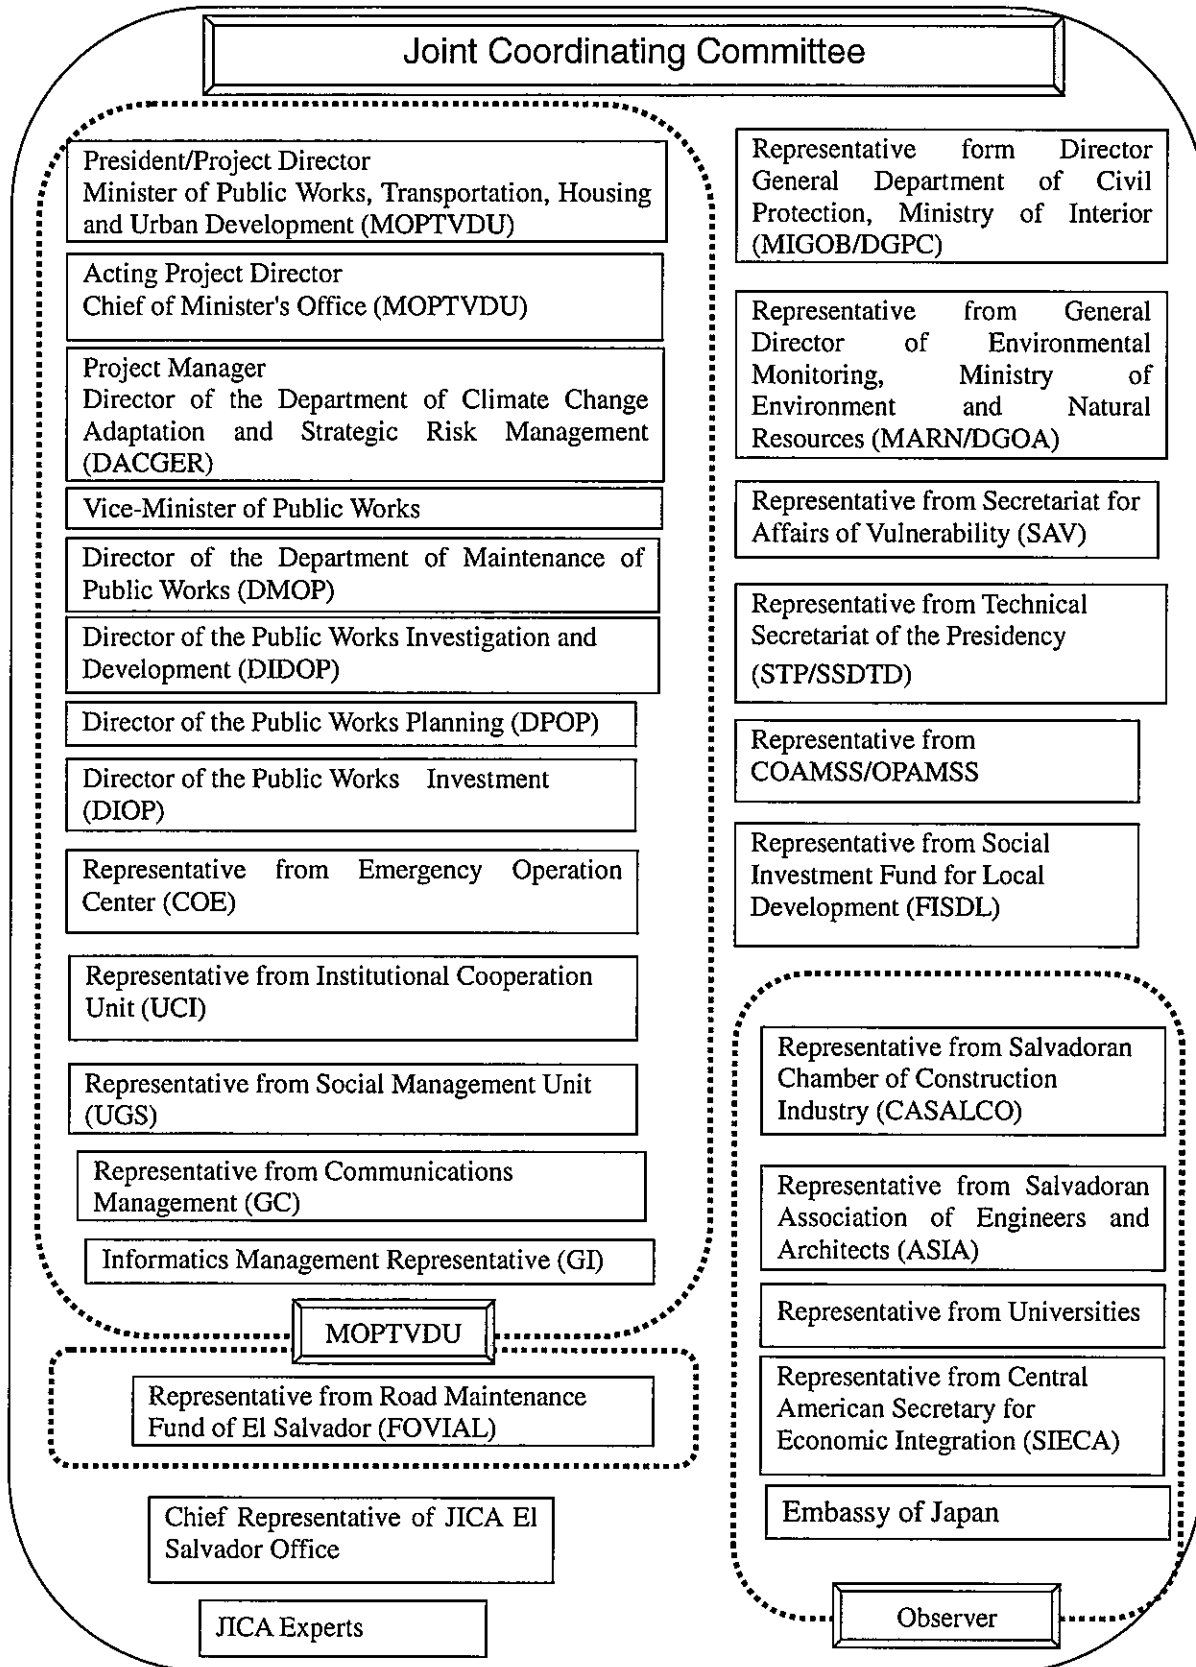 Joint Coordinating Committee
President/Project Director
Minister of Public Works, Transportation, Housing
and Urban Development (MOPTVDU)
Acting Project Director
Chief of Minister's Office (MOPTVDU)
Project Manager
Director of the Department of Climate Change
Adaptation and Strategic Risk Management
(DACGER)
Vice-Minister of Public Works
Director of the Department of Maintenance of
Public Works (DMOP)
Director of the Public Works Investigation and
Development (DIDOP)
Director of the Public Works Planning (DPOP)
Director of the Public Works Investment
(DIOP)
Representative from Emergency Operation
Center (COE)
Representative from Institutional Cooperation
Unit (UCI)
Representative from Social Management Unit
(UGS)
Representative from Communications
Management (GC)
Informatics Management Representative (GI)
MOPTVDU
Representative from Road Maintenance
Fund of El Salvador (FOVIAL)
Chief Representative of JICA El
Salvador Office
JICA Experts
Representative form Director
General Department of Civil
Protection, Ministry of Interior
(MIGOB/DGPC)
Representative from General
Director of Environmental
Monitoring, Ministry of
Environment and Natural
Resources (MARN/DGOA)
Representative from Secretariat for
Affairs of Vulnerability (SAV)
Representative from Technical
Secretariat of the Presidency
(STP/SSDTD)
Representative from
COAMSS/OPAMSS
Representative from Social
Investment Fund for Local
Development (FISDL)
Representative from Salvadoran
Chamber of Construction
Industry (CASALCO)
Representative from Salvadoran
Association of Engineers and
Architects (ASIA)
Representative from Universities
Representative from Central
American Secretary for
Economic Integration (SIECA)
Embassy of Japan
Observer